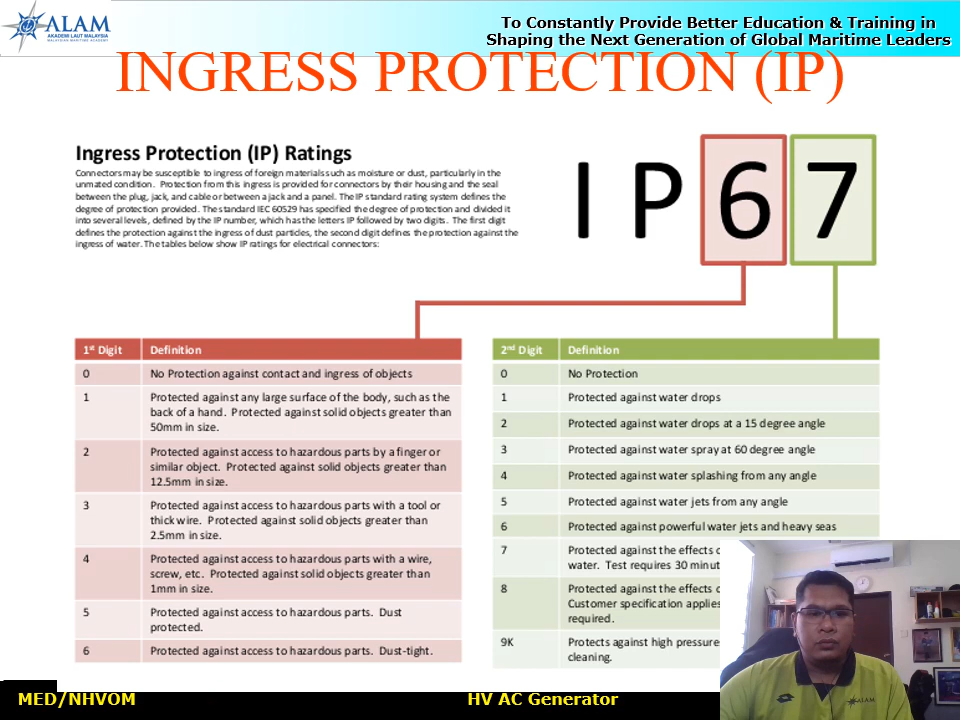 ALAM
AKADEMI LAUT MALAYSIA
MALAYSIAN MARITIME ACADEMY
To Constantly Provide Better Education & Training in
Shaping the Next Generation of Global Maritime Leaders
INGRESS PROTECTION (IP)
Ingress Protection (IP) Ratings
Connectors may be susceptible to ingress of foreign materials such as moisture or dust, particularly in the
unmated condition. Protection from this ingress is provided for connectors by their housing and the seal
between the plug, jack, and cable or between a jack and a panel. The IP standard rating system defines the
degree of protection provided. The standard IEC 60529 has specified the degree of protection and divided it
into several levels, defined by the IP number, which has the letters IP followed by two digits. The first digit
defines the protection against the ingress of dust particles, the second digit defines the protection against the
ingress of water. The tables below show IP ratings for electrical connectors:
IP67
1st Digit Definition
0 No Protection against contact and ingress of objects
1 Protected against any large surface of the body, such as the
back of a hand. Protected against solid objects greater than
50mm in size.
2 Protected against access to hazardous parts by a finger or
similar object. Protected against solid objects greater than
12.5mm in size.
3 Protected against access to hazardous parts with a tool or
thick wire. Protected against solid objects greater than
2.5mm in size.
4 Protected against access to hazardous parts with a wire,
screw, etc. Protected against solid objects greater than
1mm in size.
5 Protected against access to hazardous parts. Dust
protected.
6 Protected against access to hazardous parts. Dust-tight.
2nd Digit Definition
0 No Protection
1 Protected against water drops
2 Protected against water drops at a 15 degree angle
3 Protected against water spray at 60 degree angle
4 Protected against water splashing from any angle
5 Protected against water jets from any angle
6 Protected against powerful water jets and heavy seas
7 Protected against the effects
water. Test requires 30
8 Protected against the effects
Customer specification applies
required.
9K Protects against high pressure
cleaning.
ALAM
MED/NHVOM
HV AC Generator